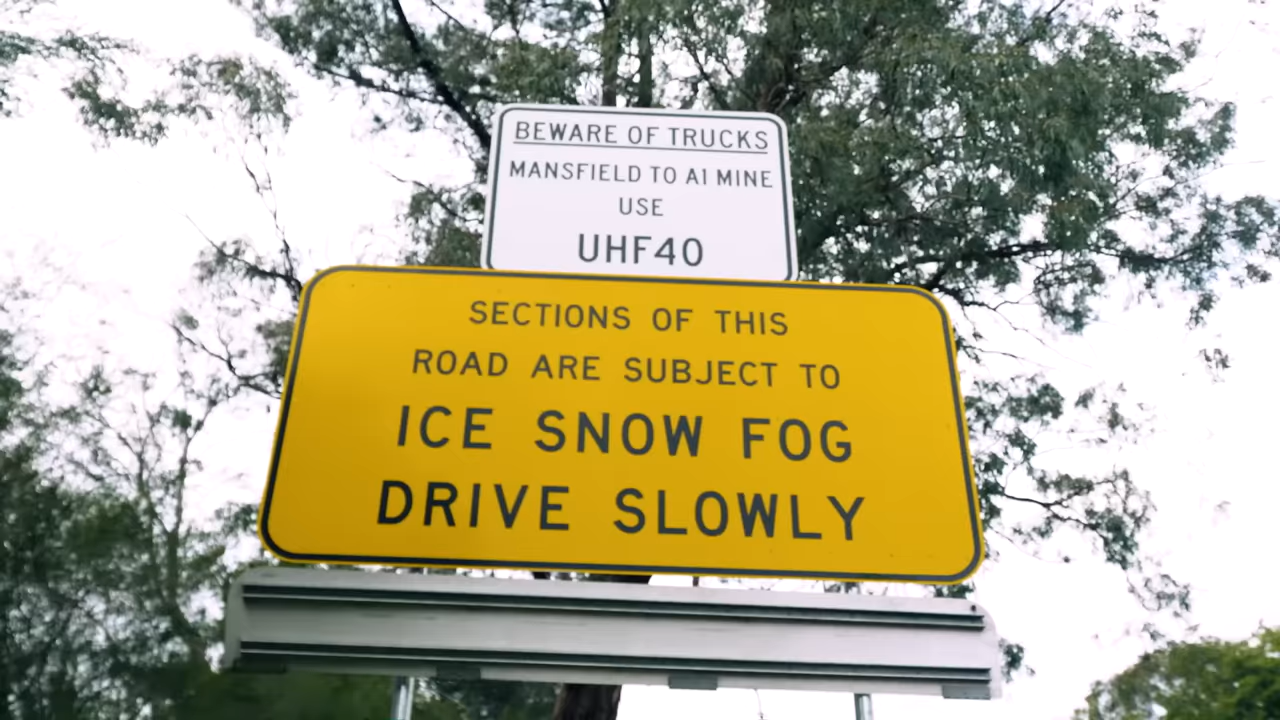 BEWARE OF TRUCKS
MANSFIELD TO A1 MINE
USE
UHF40
SECTIONS OF THIS
ROAD ARE SUBJECT TO
ICE SNOW FOG
DRIVE SLOWLY